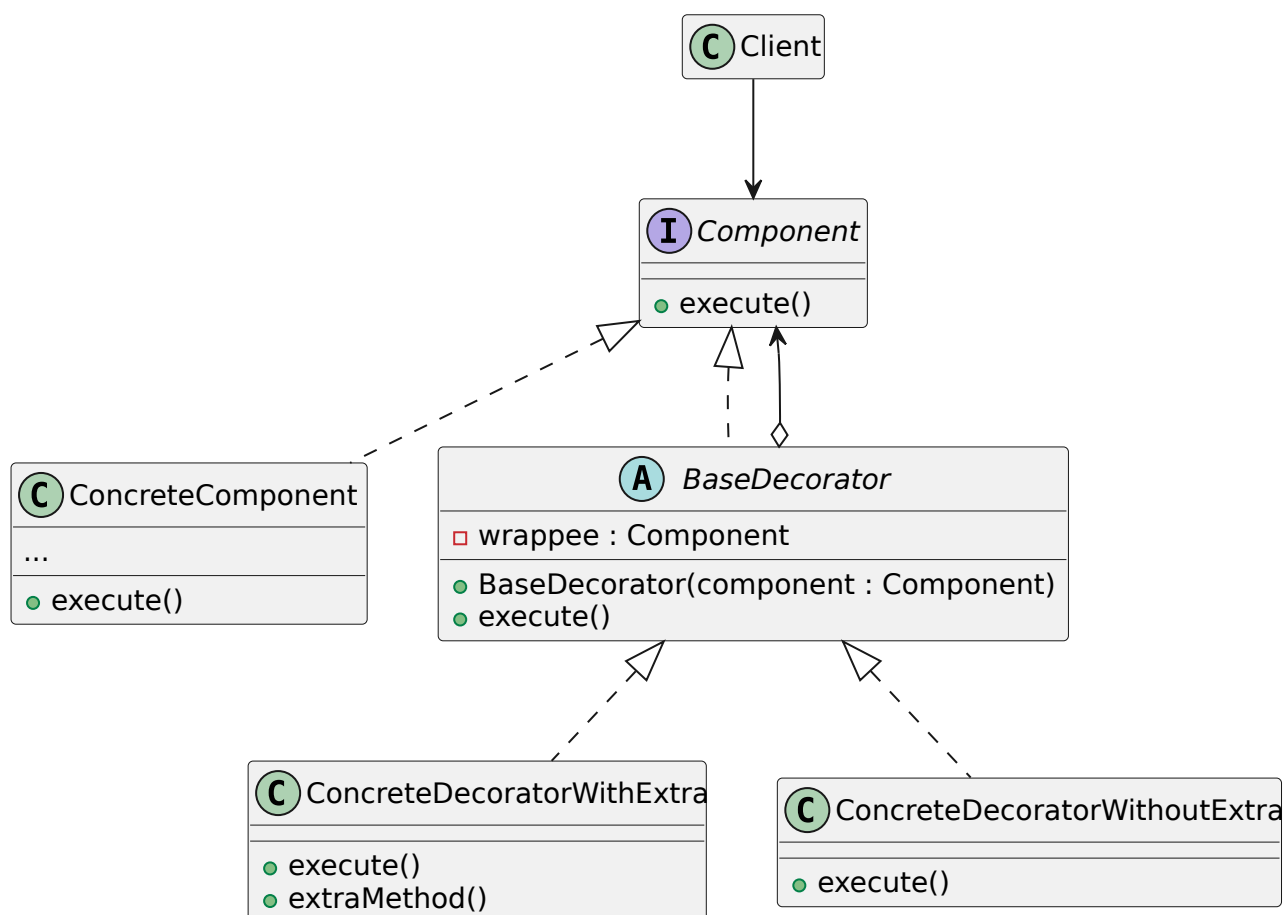 C Client
I Component
execute()
C ConcreteComponent
...
execute()
A BaseDecorator
wrappee : Component
BaseDecorator(component : Component)
execute()
C ConcreteDecoratorWithExtra
execute()
extraMethod()
C ConcreteDecoratorWithoutExtra
execute()